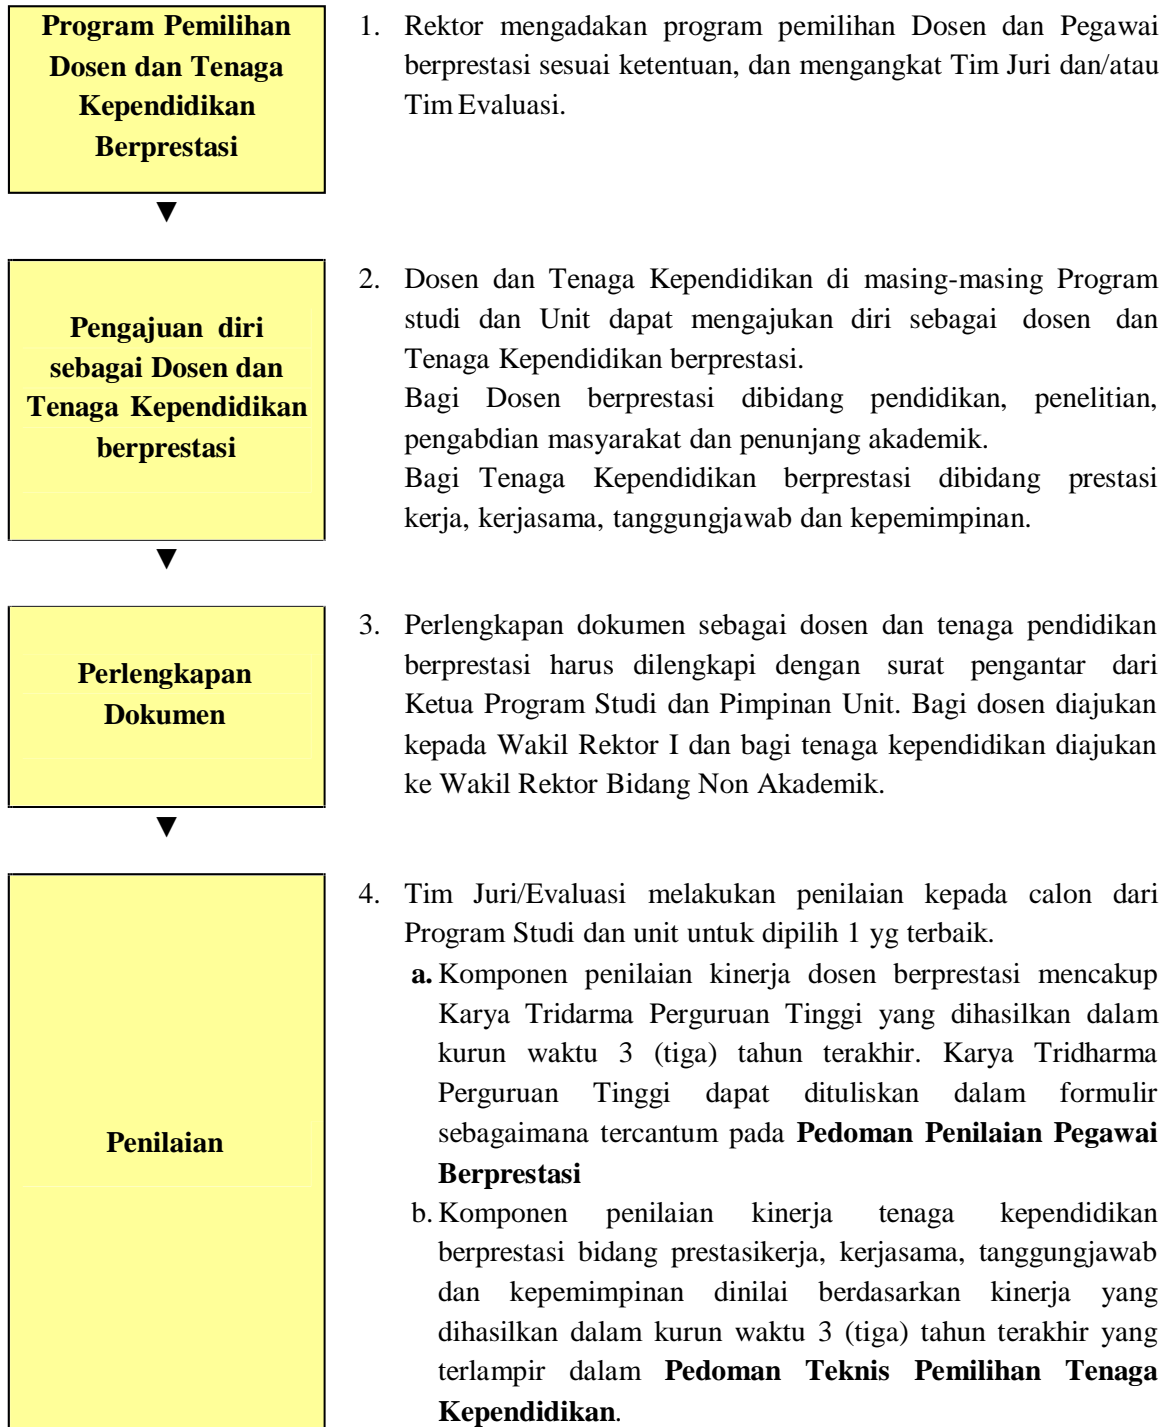 Program Pemilihan
Dosen dan Tenaga
Kependidikan
Berprestasi
1. Rektor mengadakan program pemilihan Dosen dan Pegawai
berprestasi sesuai ketentuan, dan mengangkat Tim Juri dan/atau
Tim Evaluasi.
▼
Pengajuan diri
sebagai Dosen dan
Tenaga Kependidikan
berprestasi
2. Dosen dan Tenaga Kependidikan di masing-masing Program
studi dan Unit dapat mengajukan diri sebagai dosen dan
Tenaga Kependidikan berprestasi.
Bagi Dosen berprestasi dibidang pendidikan, penelitian,
pengabdian masyarakat dan penunjang akademik.
Bagi Tenaga Kependidikan berprestasi dibidang prestasi
kerja, kerjasama, tanggungjawab dan kepemimpinan.
▼
Perlengkapan
Dokumen
3. Perlengkapan dokumen sebagai dosen dan tenaga pendidikan
berprestasi harus dilengkapi dengan surat pengantar dari
Ketua Program Studi dan Pimpinan Unit. Bagi dosen diajukan
kepada Wakil Rektor I dan bagi tenaga kependidikan diajukan
ke Wakil Rektor Bidang Non Akademik.
▼
Penilaian
4. Tim Juri/Evaluasi melakukan penilaian kepada calon dari
Program Studi dan unit untuk dipilih 1 yg terbaik.
a. Komponen penilaian kinerja dosen berprestasi mencakup
Karya Tridarma Perguruan Tinggi yang dihasilkan dalam
kurun waktu 3 (tiga) tahun terakhir. Karya Tridharma
Perguruan Tinggi dapat dituliskan dalam formulir
sebagaimana tercantum pada Pedoman Penilaian Pegawai
Berprestasi
b. Komponen penilaian kinerja tenaga kependidikan
berprestasi bidang prestasikerja, kerjasama, tanggungjawab
dan kepemimpinan dinilai berdasarkan kinerja yang
dihasilkan dalam kurun waktu 3 (tiga) tahun terakhir yang
terlampir dalam Pedoman Teknis Pemilihan Tenaga
Kependidikan.